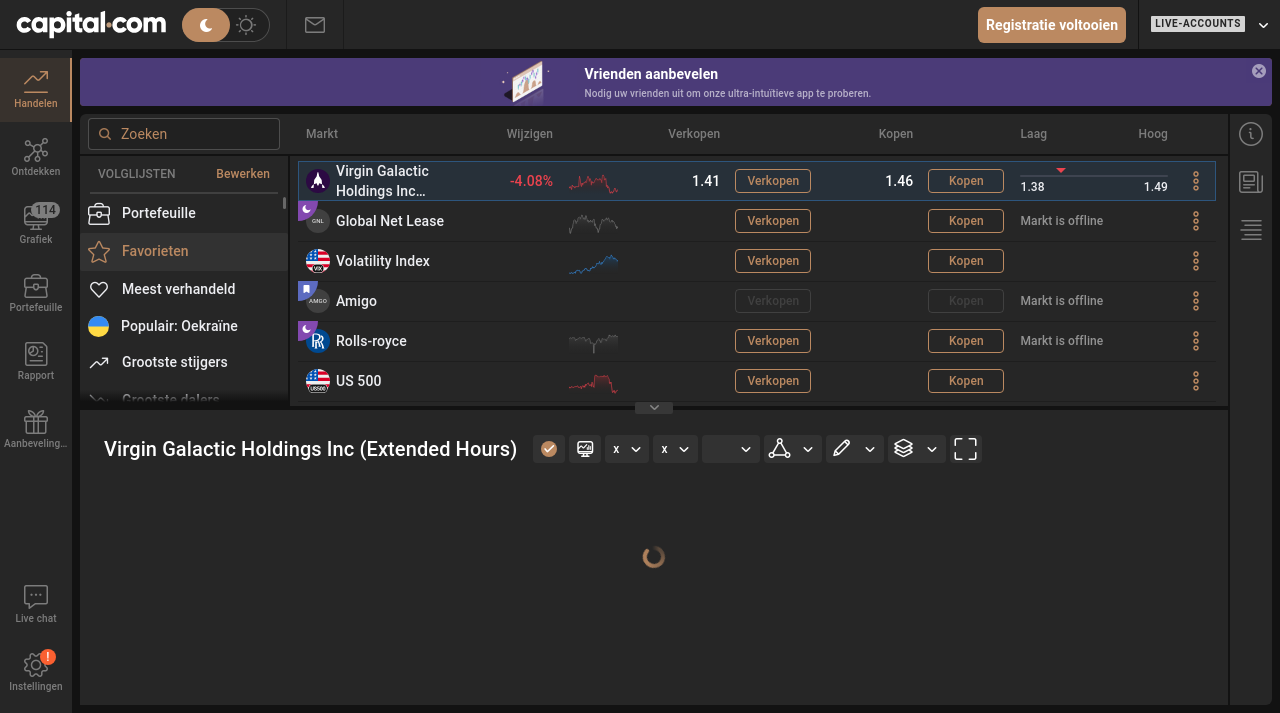 capital.com
Registratie voltooien
LIVE-ACCOUNTS
Vrienden aanbevelen
Nodig uw vrienden uit om onze ultra-intuïtieve app te proberen.
Handelen
Ontdekken
114
Grafiek
Portefeuille
Rapport
Aanbeveling...
Live chat
!
Instellingen
Zoeken
VOLGLIJSTEN Bewerken
Portefeuille
Favorieten
Meest verhandeld
Populair: Oekraïne
Grootste stijgers
Grootste dalers
Markt Wijzigen Verkopen Kopen Laag Hoog
Virgin Galactic
Holdings Inc... -4.08% 1.41 Verkopen 1.46 Kopen 1.38 1.49
GNL Global Net Lease Verkopen Kopen Markt is offline
VIX Volatility Index Verkopen Kopen
AMGO Amigo Verkopen Kopen Markt is offline
Rolls-royce Verkopen Kopen Markt is offline
US500 US 500 Verkopen Kopen
Virgin Galactic Holdings Inc (Extended Hours) x x